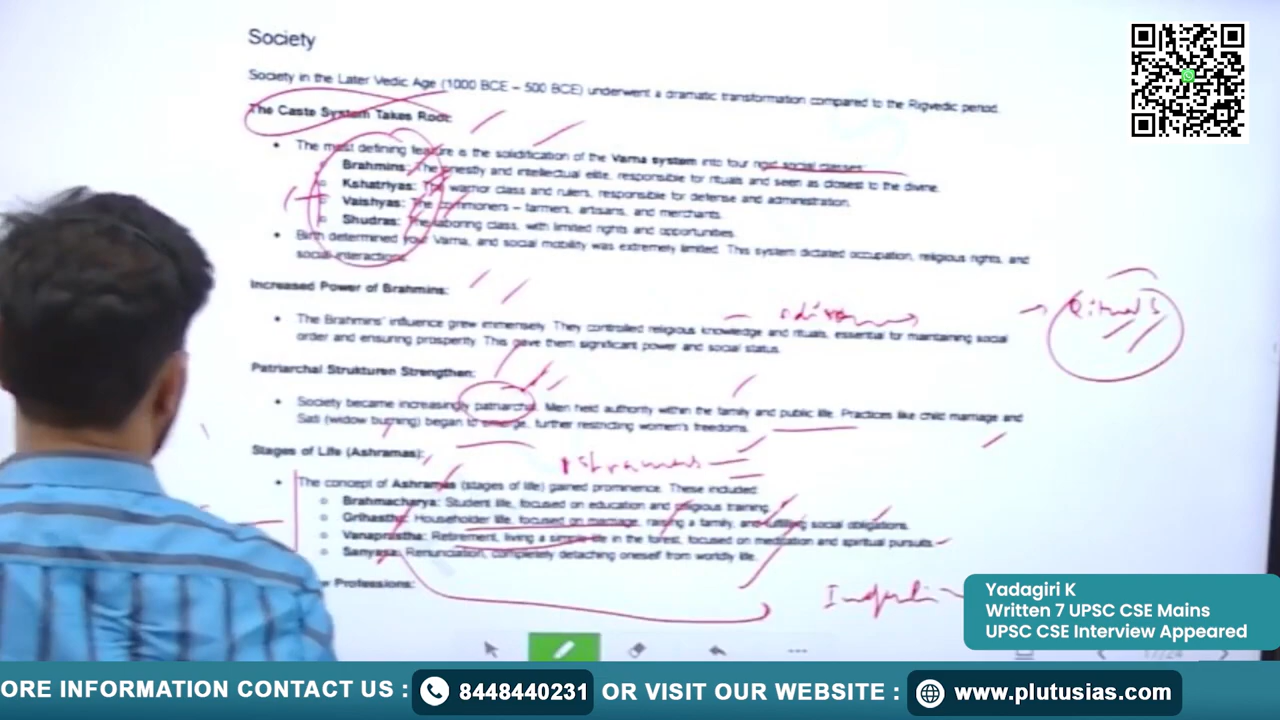 Society
Society in the Later Vedic Age (1000 BCE – 500 BCE) underwent a dramatic transformation compared to the Rigvedic period.
The Caste System Takes Root:
The most defining feature is the solidification of the Varna system into four rigid social classes:
Brahmins: The priestly and intellectual elite, responsible for rituals and seen as closest to the divine.
Kshatriyas: The warrior class and rulers, responsible for defense and administration.
Vaishyas: The commoners – farmers, artisans, and merchants.
Shudras: The laboring class, with limited rights and opportunities.
Birth determined your Varna, and social mobility was extremely limited. This system dictated occupation, religious rights, and
social interactions.
Increased Power of Brahmins:
Rituals
The Brahmins' influence grew immensely. They controlled religious knowledge and rituals, essential for maintaining social
order and ensuring prosperity. This gave them significant power and social status.
Patriarchal Strukturen Strengthen:
Society became increasingly patriarchal. Men held authority within the family and public life. Practices like child marriage and
Sati (widow burning) began to emerge, further restricting women's freedoms.
Stages of Life (Ashramas):
Ashramas
The concept of Ashramas (stages of life) gained prominence. These included:
Brahmacharya: Student life, focused on education and religious training.
Grihastha: Householder life, focused on marriage, raising a family, and fulfilling social obligations.
Vanaprastha: Retirement, living a simple life in the forest, focused on meditation and spiritual pursuits.
Sanyasa: Renunciation, completely detaching oneself from worldly life.
Professions:
Yadagiri K
Written 7 UPSC CSE Mains
UPSC CSE Interview Appeared
17/24
ORE INFORMATION CONTACT US : 8448440231 OR VISIT OUR WEBSITE : www.plutusias.com